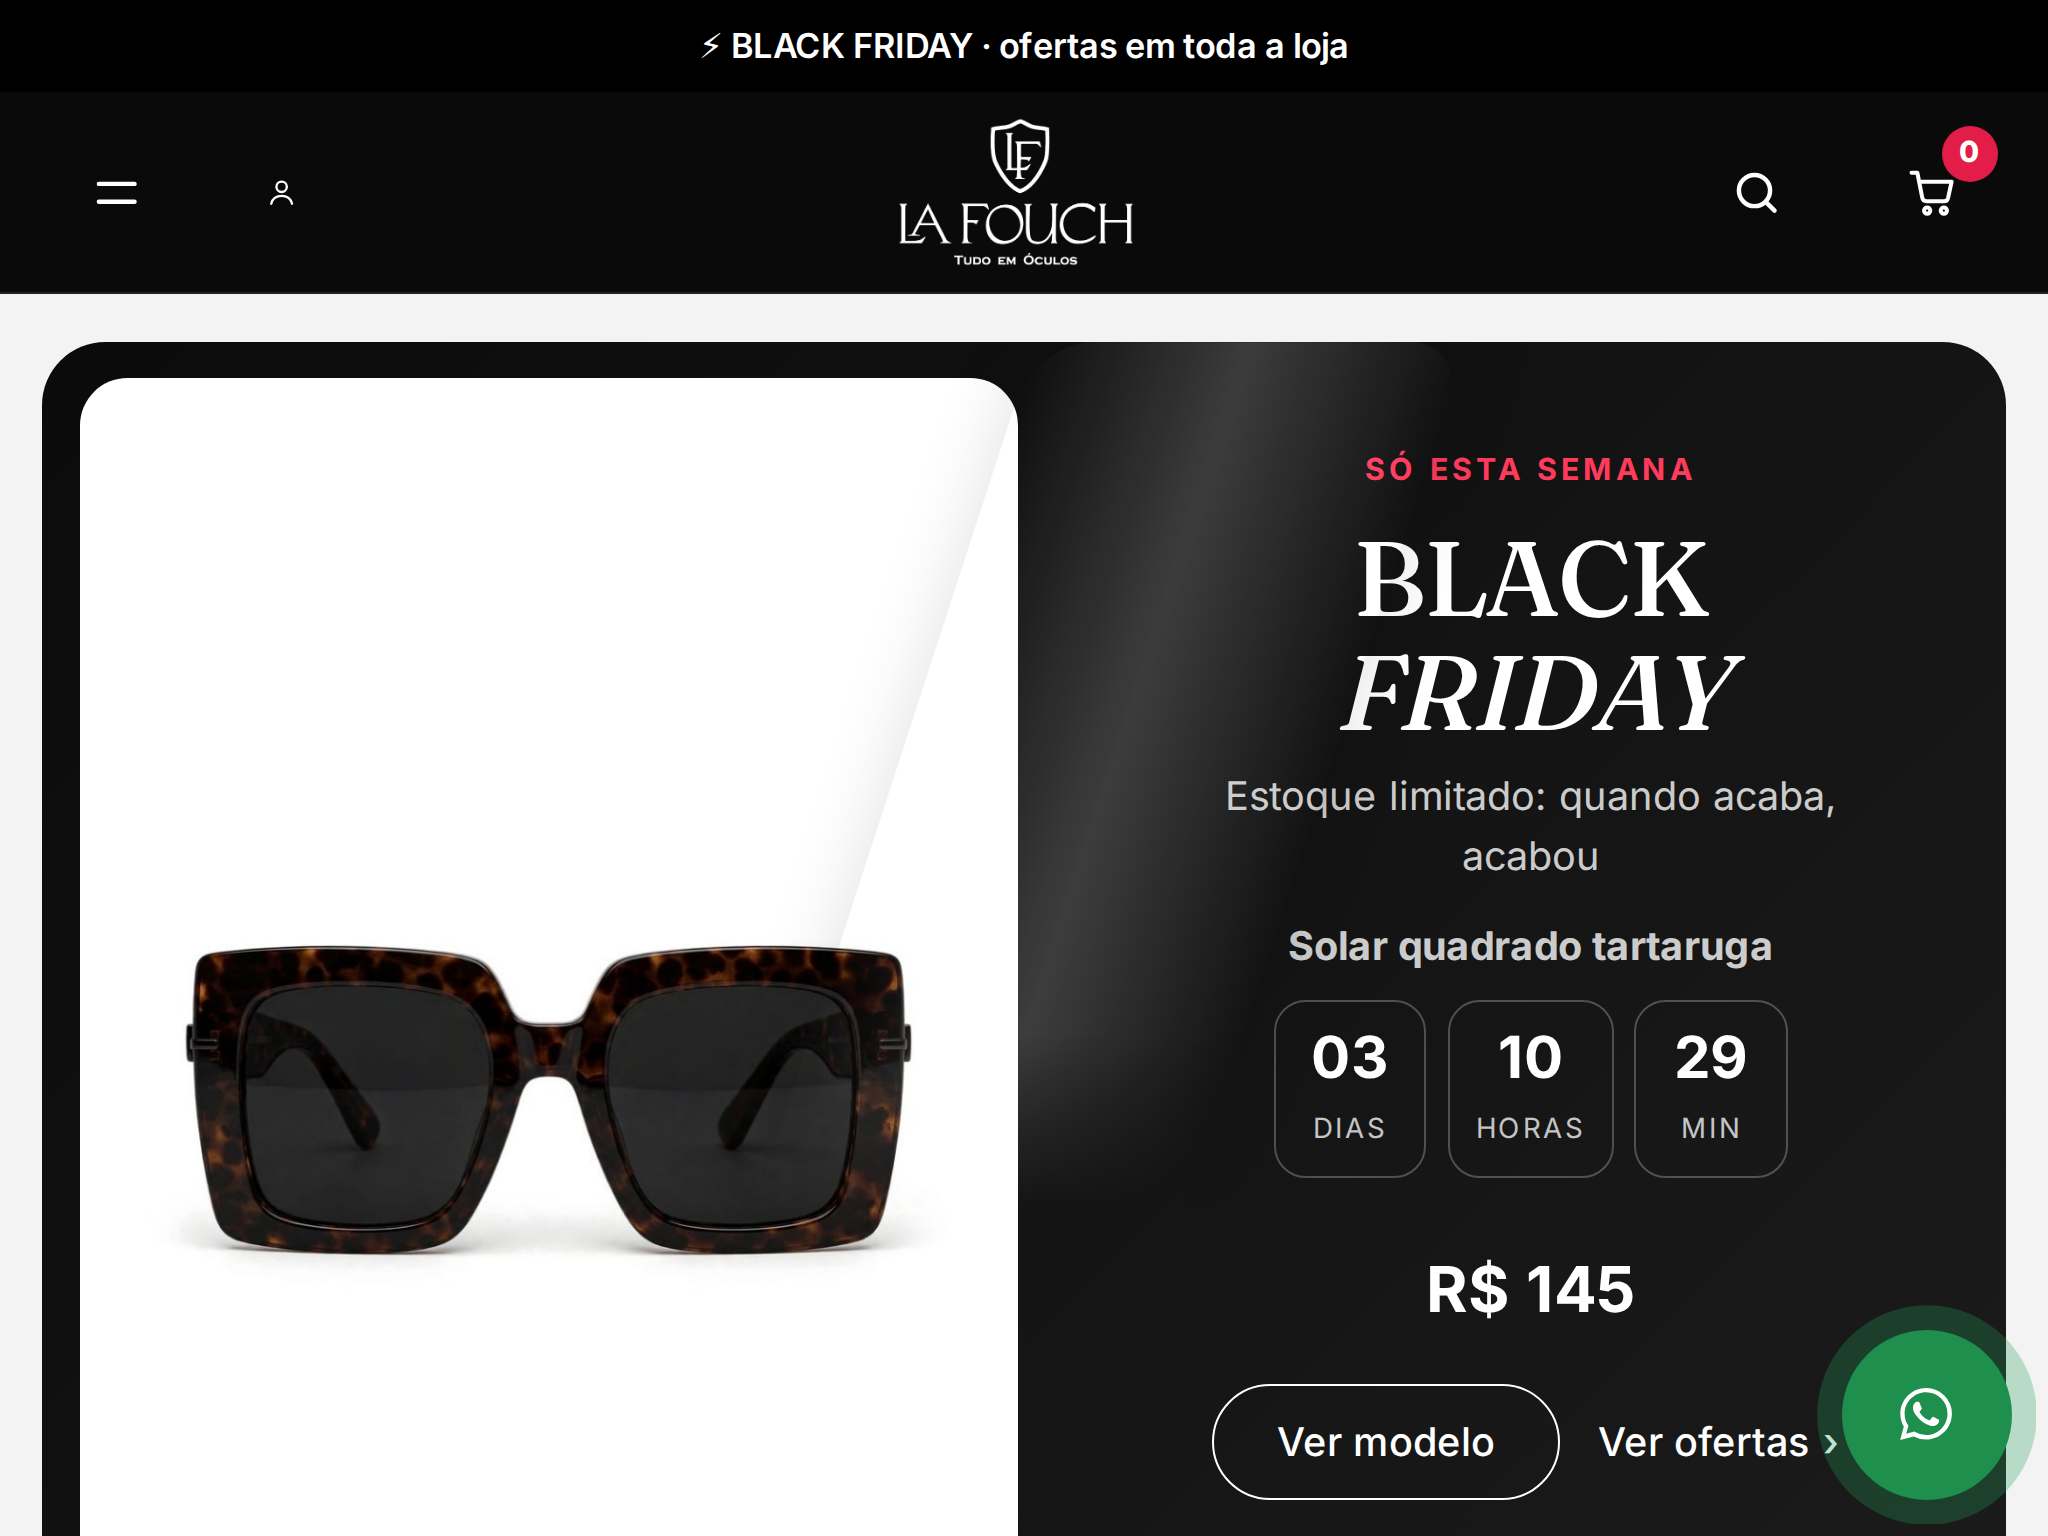 ⚡ BLACK FRIDAY · ofertas em toda a loja
LF
LA FOUCH
TUDO EM ÓCULOS
0
SÓ ESTA SEMANA
BLACK
FRIDAY
Estoque limitado: quando acaba,
acabou
Solar quadrado tartaruga
03 10 29
DIAS HORAS MIN
R$ 145
Ver modelo Ver ofertas ›